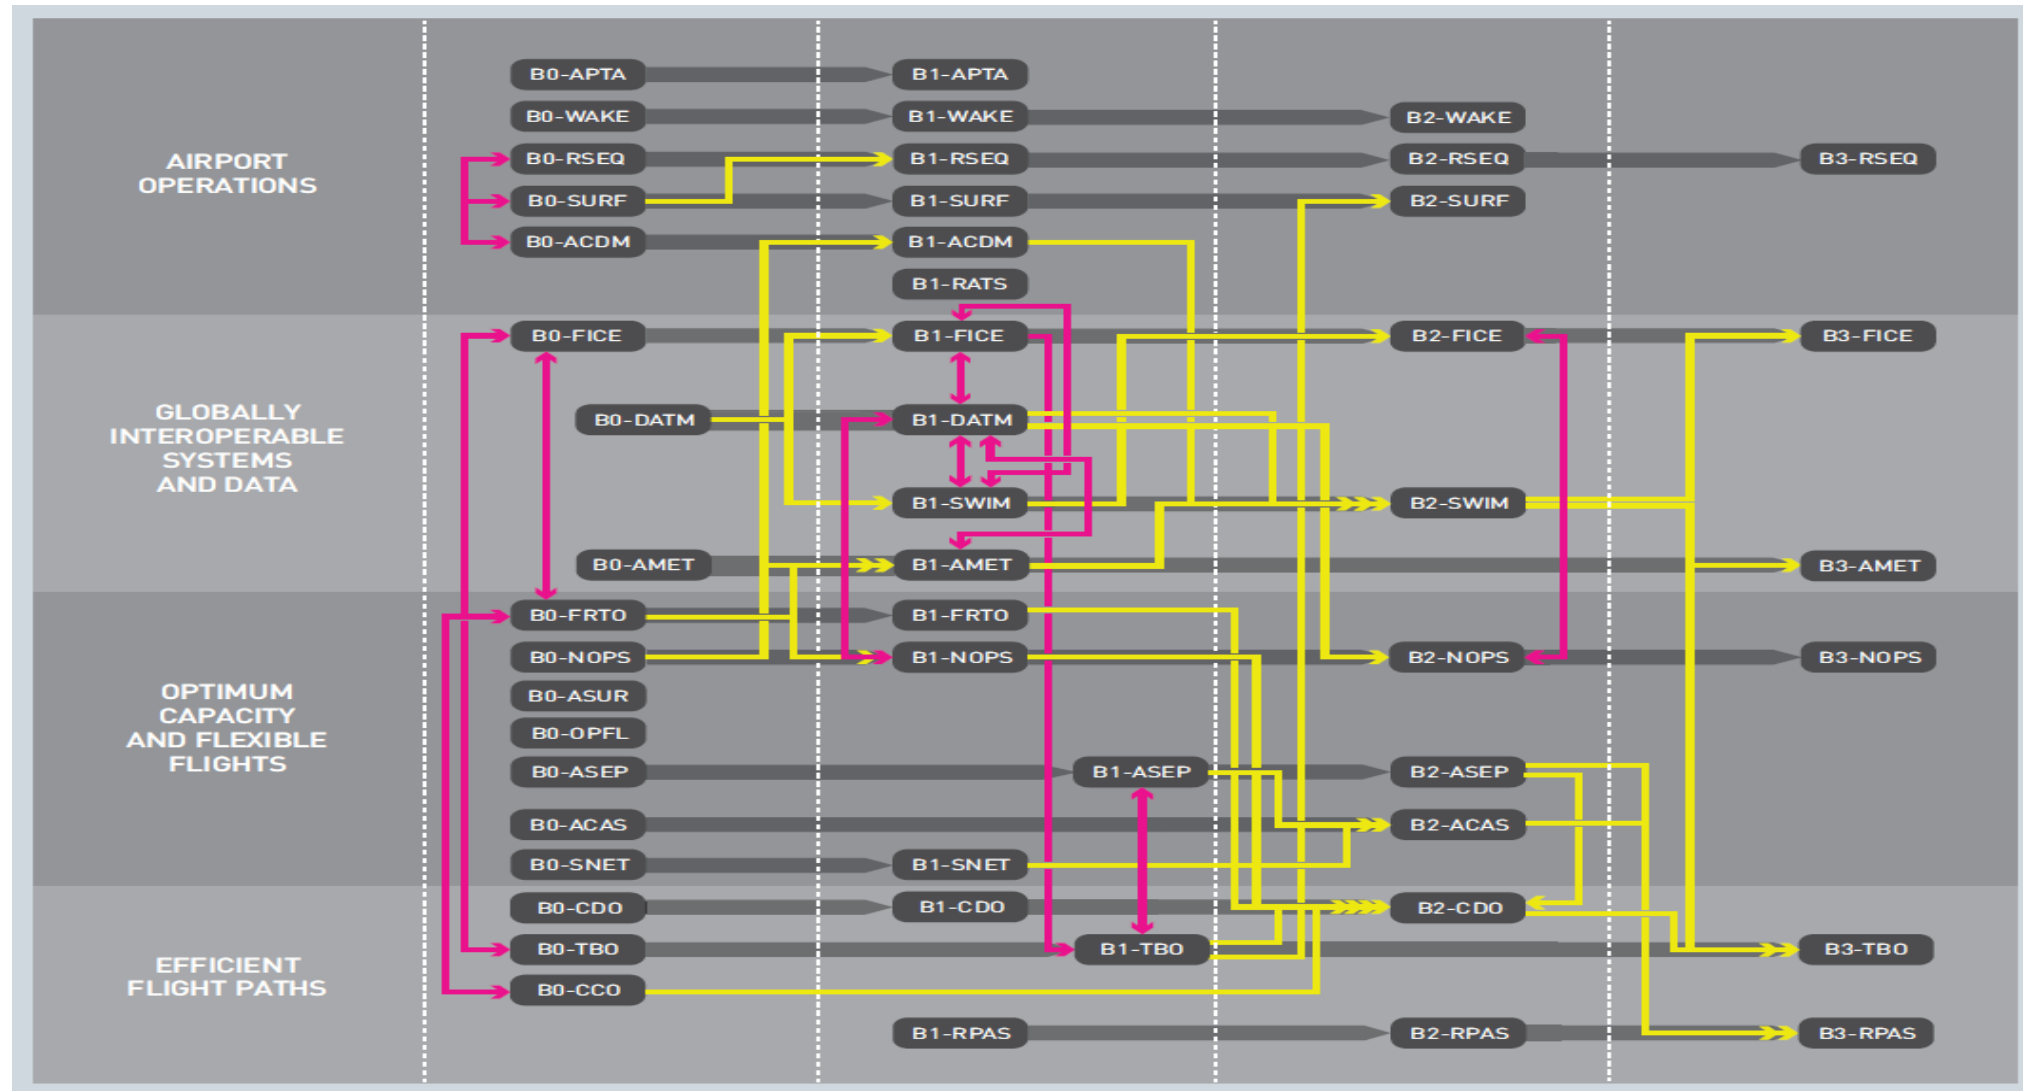 B0-APTA B1-APTA
B0-WAKE B1-WAKE B2-WAKE
AIRPORT
OPERATIONS
B0-RSEQ B1-RSEQ B2-RSEQ B3-RSEQ
B0-SURF B1-SURF B2-SURF
B0-ACDM B1-ACDM
B1-RATS
B0-FICE B1-FICE B2-FICE B3-FICE
GLOBALLY
INTEROPERABLE
SYSTEMS
AND DATA
B0-DATM B1-DATM
B1-SWIM B2-SWIM
B0-AMET B1-AMET B3-AMET
B0-FRTO B1-FRTO
B0-NOPS B1-NOPS B2-NOPS B3-NOPS
OPTIMUM
CAPACITY
AND FLEXIBLE
FLIGHTS
B0-ASUR
B0-OPFL
B0-ASEP B1-ASEP B2-ASEP
B0-ACAS B2-ACAS
B0-SNET B1-SNET
B0-CDO B1-CDO B2-CDO
EFFICIENT
FLIGHT PATHS
B0-TBO B1-TBO B3-TBO
B0-CCO
B1-RPAS B2-RPAS B3-RPAS